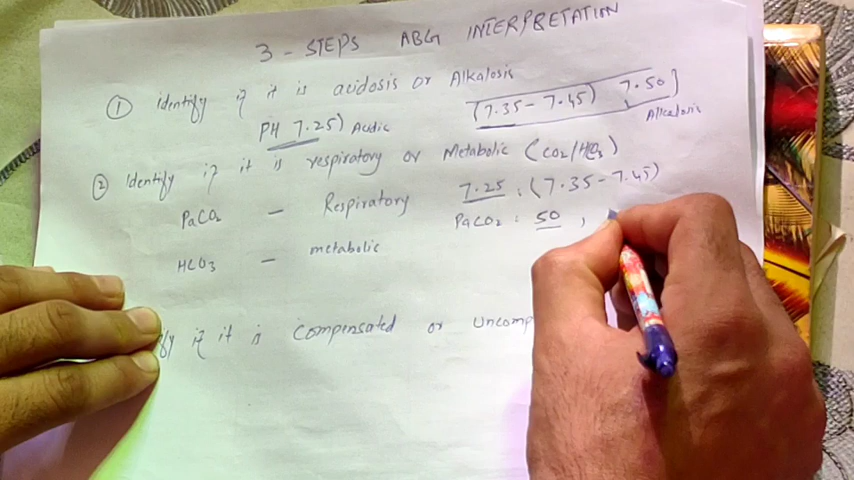 3 - STEPS ABG INTERPRETATION
① identify if it is acidosis or Alkalosis
(7.35 - 7.45) 7.50]
PH 7.25) Acidic
Alkalosis
② Identify if it is respiratory or Metabolic (CO2/HCO3)
7.25 : (7.35 - 7.45)
PaCO2 - Respiratory
PaCO2 : 50 ,
HCO3 - metabolic
if it is compensated or